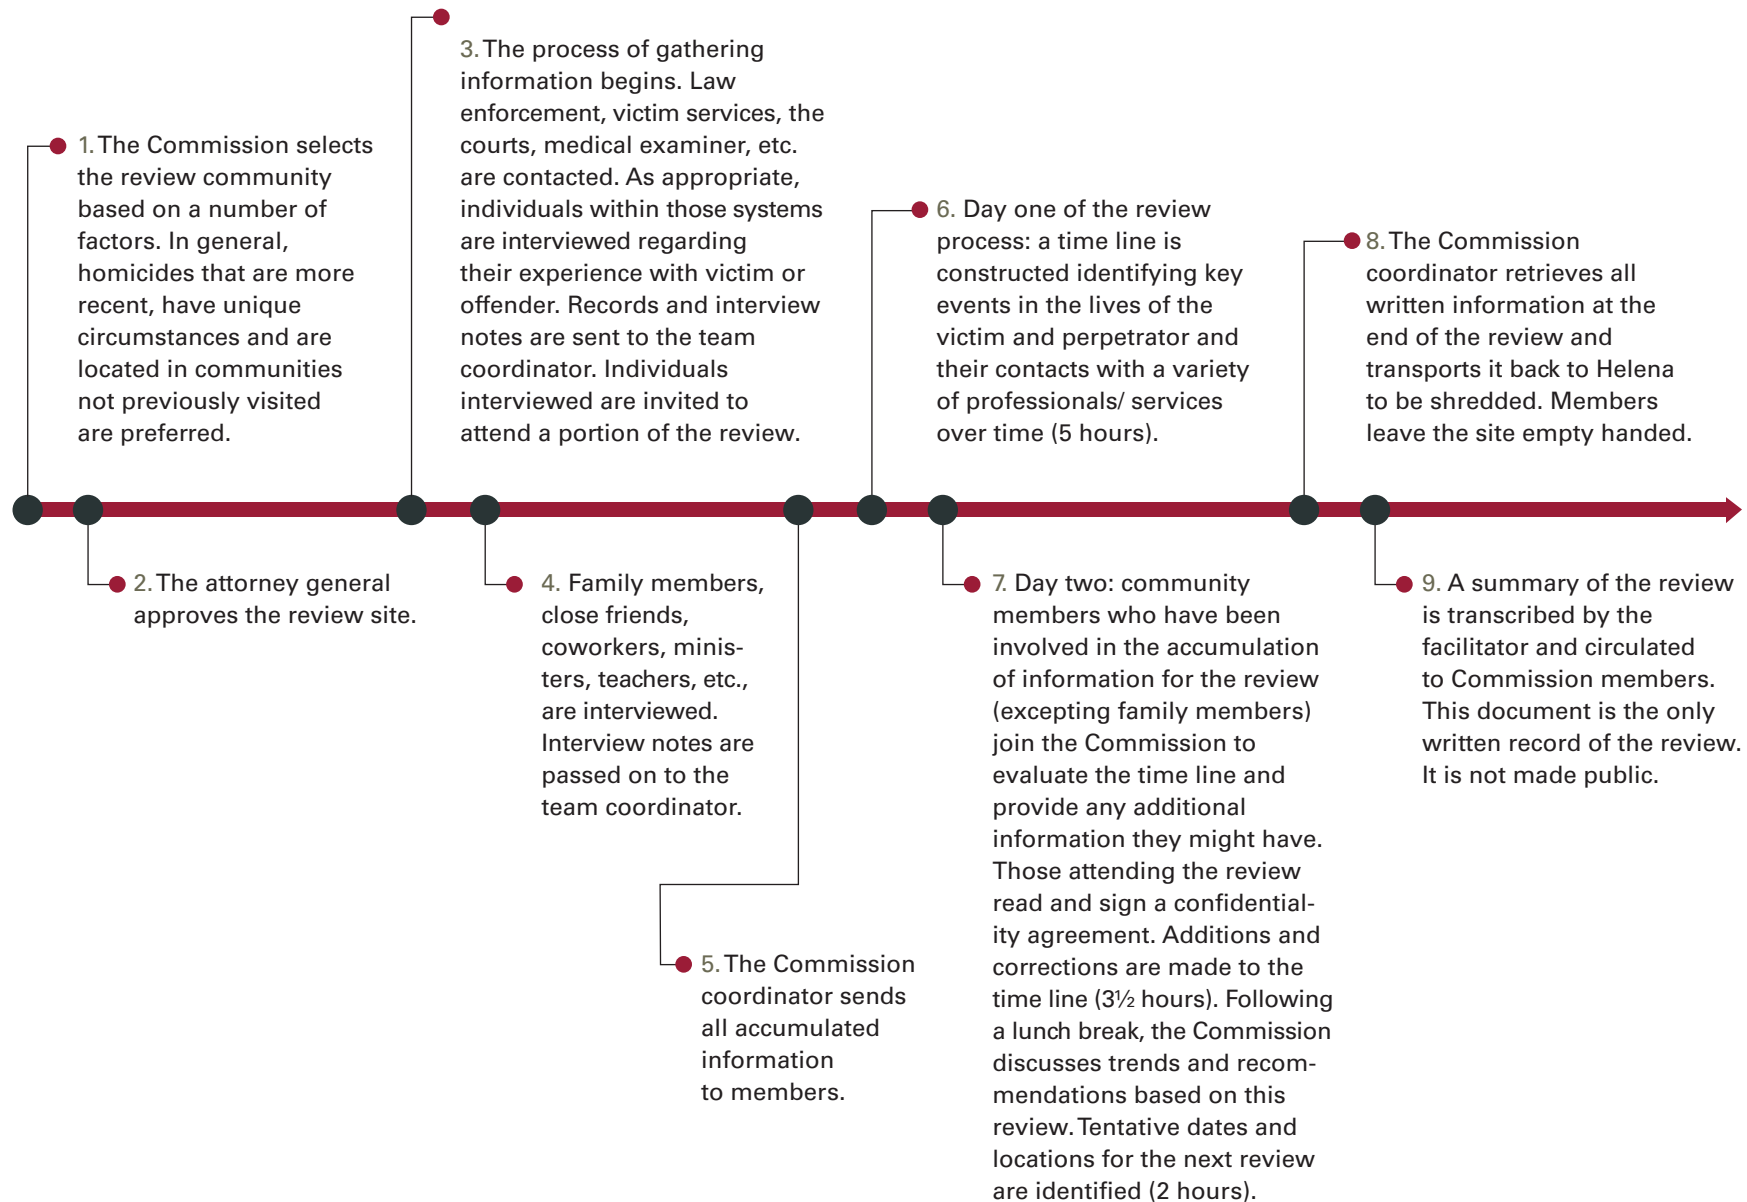 1. The Commission selects
the review community
based on a number of
factors. In general,
homicides that are more
recent, have unique
circumstances and are
located in communities
not previously visited
are preferred.
2. The attorney general
approves the review site.
3. The process of gathering
information begins. Law
enforcement, victim services, the
courts, medical examiner, etc.
are contacted. As appropriate,
individuals within those systems
are interviewed regarding
their experience with victim or
offender. Records and interview
notes are sent to the team
coordinator. Individuals
interviewed are invited to
attend a portion of the review.
4. Family members,
close friends,
coworkers, minis-
ters, teachers, etc.,
are interviewed.
Interview notes are
passed on to the
team coordinator.
5. The Commission
coordinator sends
all accumulated
information
to members.
6. Day one of the review
process: a time line is
constructed identifying key
events in the lives of the
victim and perpetrator and
their contacts with a variety
of professionals/ services
over time (5 hours).
7. Day two: community
members who have been
involved in the accumulation
of information for the review
(excepting family members)
join the Commission to
evaluate the time line and
provide any additional
information they might have.
Those attending the review
read and sign a confidential-
ity agreement. Additions and
corrections are made to the
time line (3½ hours). Following
a lunch break, the Commission
discusses trends and recom-
mendations based on this
review. Tentative dates and
locations for the next review
are identified (2 hours).
8. The Commission
coordinator retrieves all
written information at the
end of the review and
transports it back to Helena
to be shredded. Members
leave the site empty handed.
9. A summary of the review
is transcribed by the
facilitator and circulated
to Commission members.
This document is the only
written record of the review.
It is not made public.